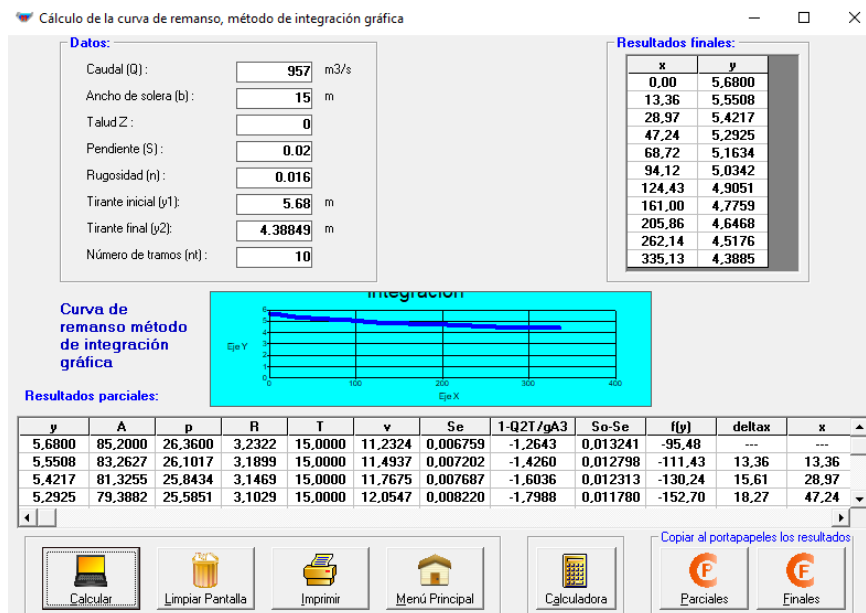 Cálculo de la curva de remanso, método de integración gráfica
Datos:
Caudal (Q) : 957 m3/s
Ancho de solera (b) : 15 m
Talud Z : 0
Pendiente (S) : 0.02
Rugosidad (n) : 0.016
Tirante inicial (y1): 5.68 m
Tirante final (y2): 4.38849 m
Número de tramos (nt) : 10
Resultados finales:
x y
0,00 5,6800
13,36 5,5508
28,97 5,4217
47,24 5,2925
68,72 5,1634
94,12 5,0342
124,43 4,9051
161,00 4,7759
205,86 4,6468
262,14 4,5176
335,13 4,3885
Curva de
remanso método
de integración
gráfica
integración
Eje Y
6
5
4
3
2
1
0
0 100 200 300 400
Eje X
Resultados parciales:
y A p R T v Se 1-Q2T/gA3 So-Se f(y) deltax x
5,6800 85,2000 26,3600 3,2322 15,0000 11,2324 0,006759 -1,2643 0,013241 -95,48 --- ---
5,5508 83,2627 26,1017 3,1899 15,0000 11,4937 0,007202 -1,4260 0,012798 -111,43 13,36 13,36
5,4217 81,3255 25,8434 3,1469 15,0000 11,7675 0,007687 -1,6036 0,012313 -130,24 15,61 28,97
5,2925 79,3882 25,5851 3,1029 15,0000 12,0547 0,008220 -1,7988 0,011780 -152,70 18,27 47,24
Copiar al portapapeles los resultados
Calcular Limpiar Pantalla Imprimir Menú Principal Calculadora Parciales Finales